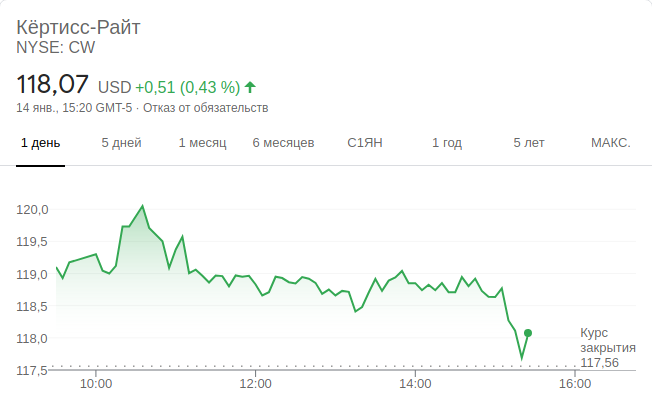 Кёртисс-Райт
NYSE: CW
118,07 USD +0,51 (0,43 %)
14 янв., 15:20 GMT-5 · Отказ от обязательств
1 день 5 дней 1 месяц 6 месяцев С1ЯН 1 год 5 лет МАКС.
120,0
119,5
119,0
118,5
118,0
117,5
Курс
закрытия
117,56
10:00 12:00 14:00 16:00